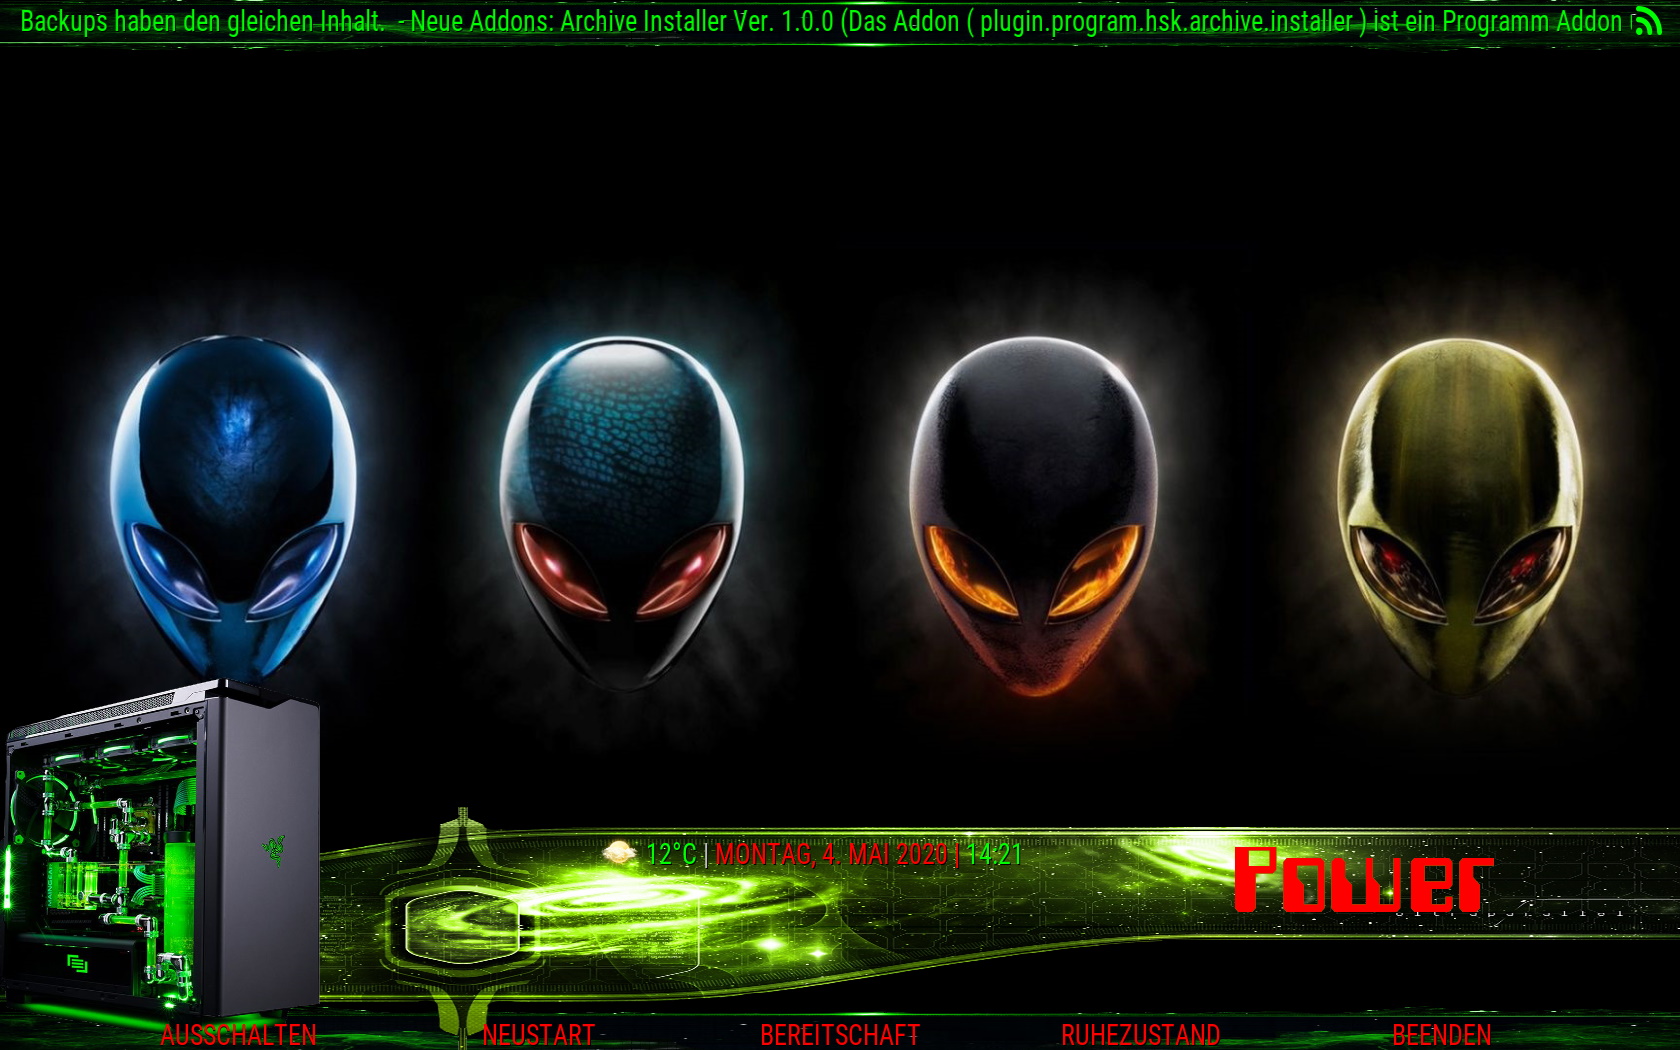 Backups haben den gleichen Inhalt.  - Neue Addons: Archive Installer Ver. 1.0.0 (Das Addon ( plugin.program.hsk.archive.installer ) ist ein Programm Addon
12°C | MONTAG, 4. MAI 2020 | 14:21
Power
AUSSCHALTEN NEUSTART BEREITSCHAFT RUHEZUSTAND BEENDEN